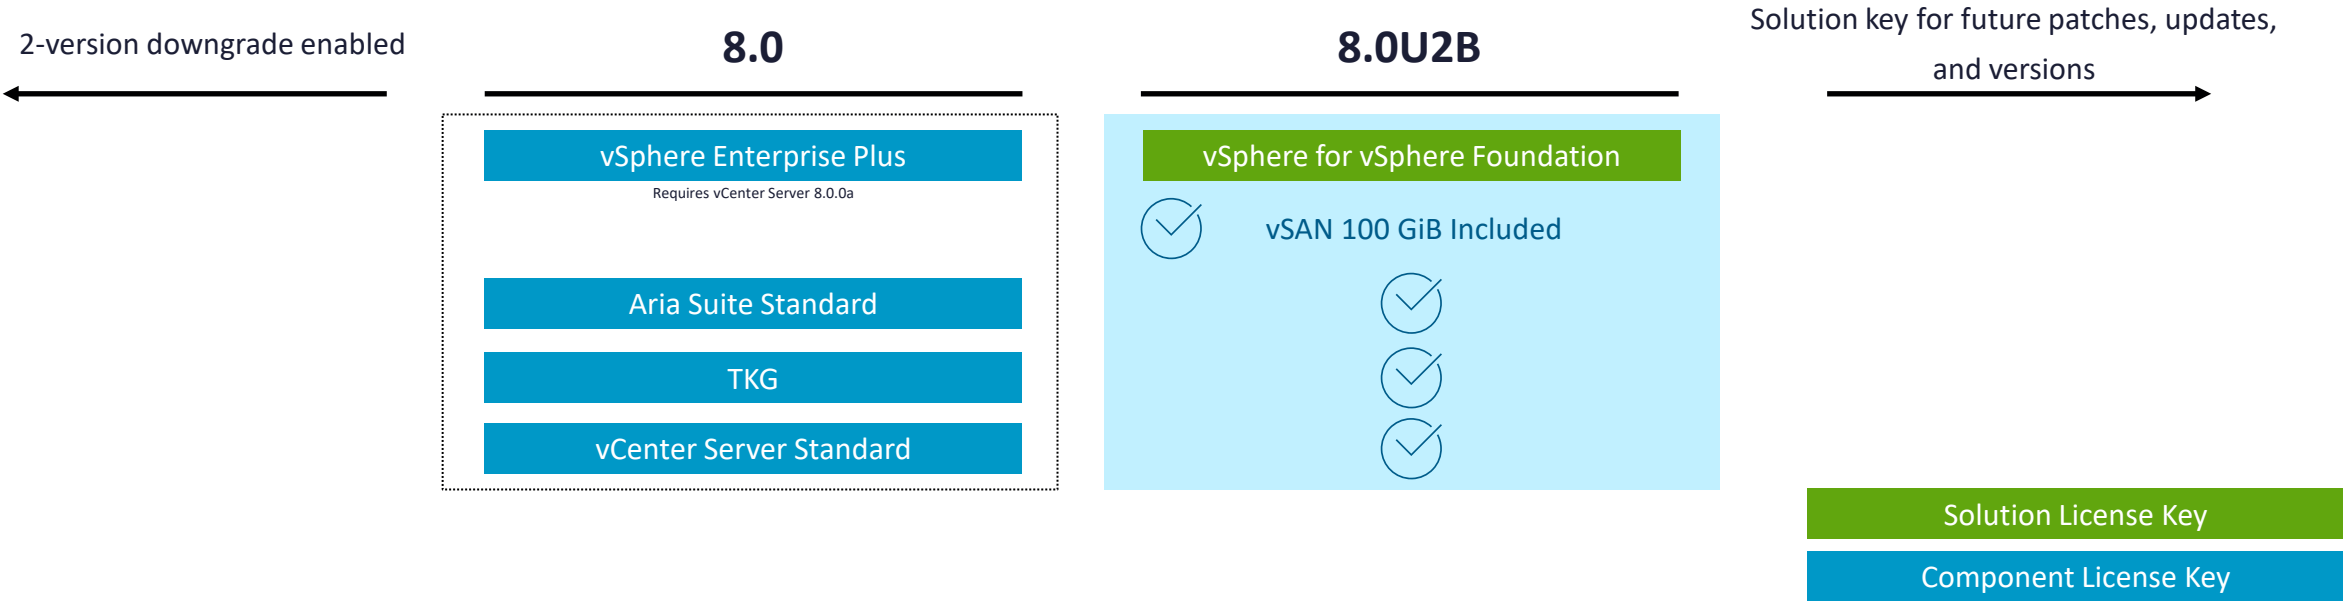 2-version downgrade enabled
8.0
8.0U2B
Solution key for future patches, updates,
and versions
vSphere Enterprise Plus
Requires vCenter Server 8.0.0a
Aria Suite Standard
TKG
vCenter Server Standard
vSphere for vSphere Foundation
vSAN 100 GiB Included
Solution License Key
Component License Key